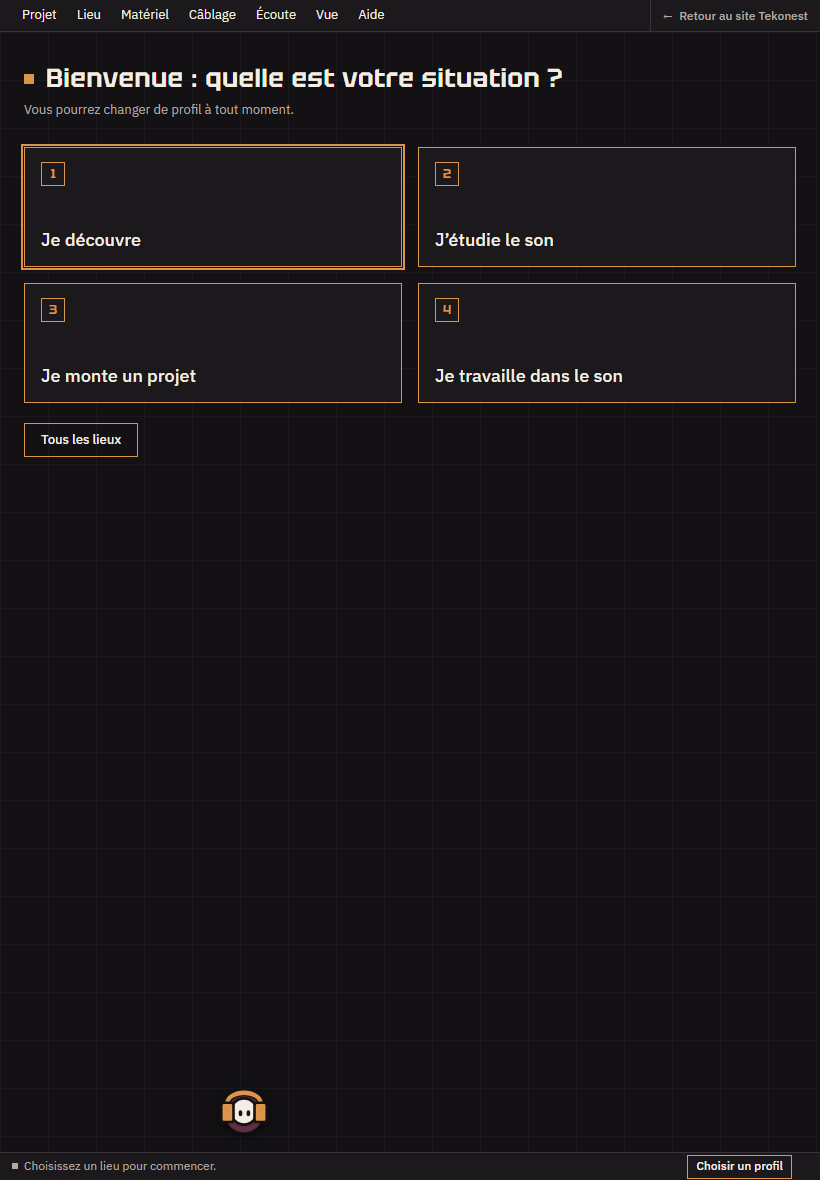 Projet Lieu Matériel Câblage Écoute Vue Aide ← Retour au site Tekonest
Bienvenue : quelle est votre situation ?
Vous pourrez changer de profil à tout moment.
1
Je découvre
2
J’étudie le son
3
Je monte un projet
4
Je travaille dans le son
Tous les lieux
Choisissez un lieu pour commencer.
Choisir un profil